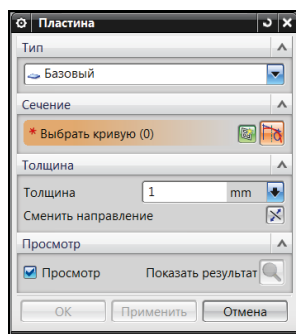 Пластина
Тип
Базовый
Сечение
* Выбрать кривую (0)
Толщина
Толщина 1 mm
Сменить направление
Просмотр
Просмотр Показать результат
ОК Применить Отмена